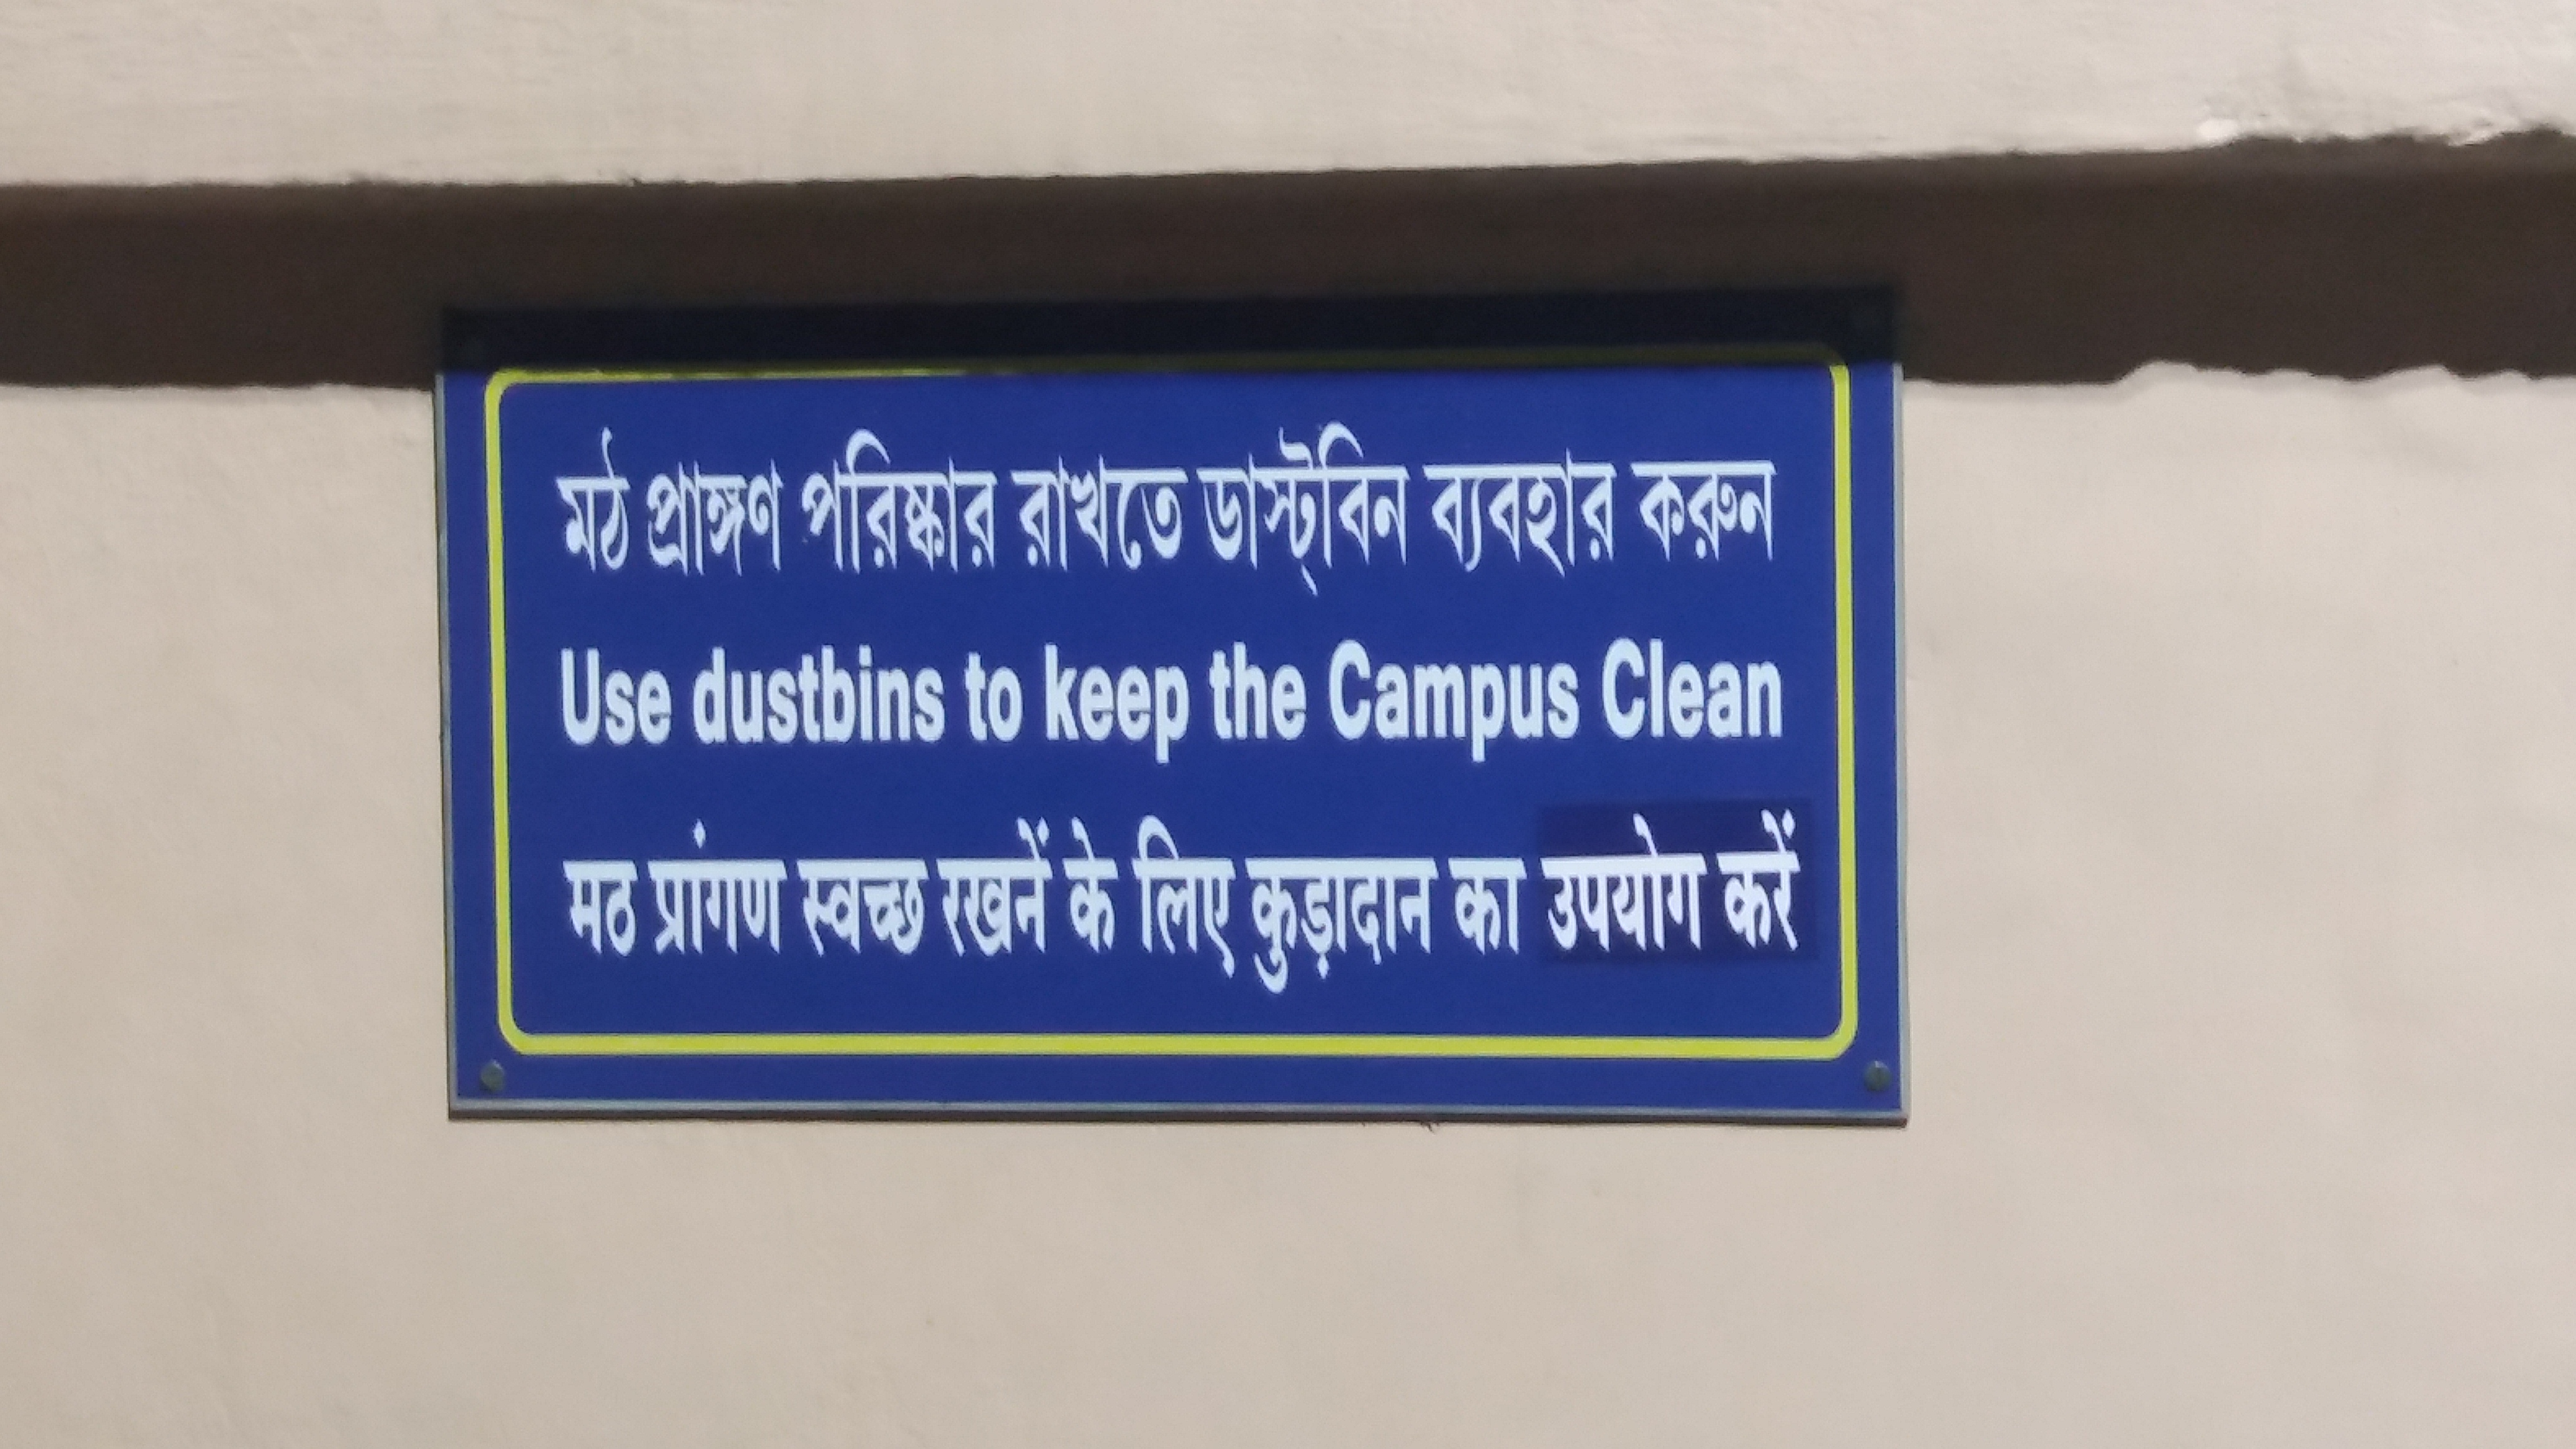 মঠ প্রাঙ্গণ পরিষ্কার রাখতে ডাস্ট্‌বিন ব্যবহার করুন
Use dustbins to keep the Campus Clean
मठ प्रांगण स्वच्छ रखनें के लिए कुड़ादान का उपयोग करें